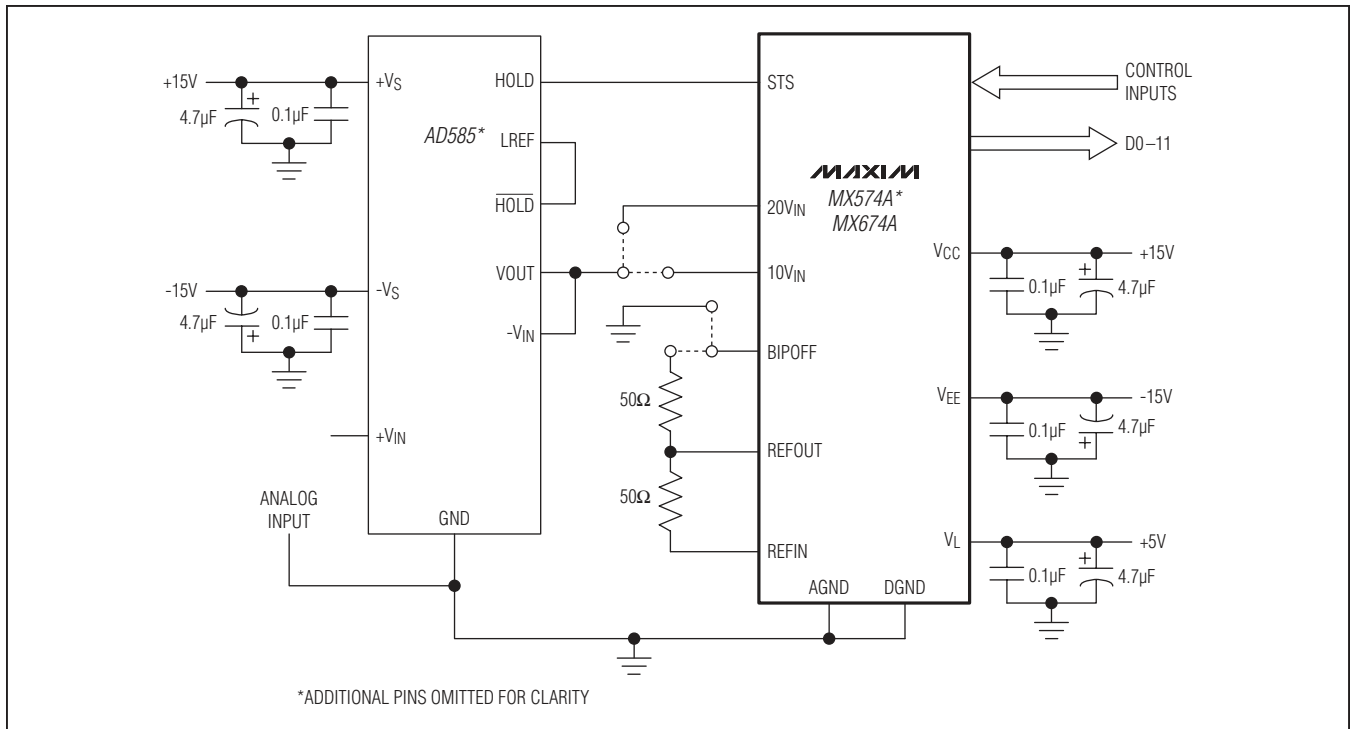 +15V
4.7µF
+
0.1µF
+VS
HOLD
AD585*
LREF
HOLD
VOUT
-VIN
-15V
4.7µF
+
0.1µF
-VS
+VIN
ANALOG
INPUT
GND
STS
MAXIM
MX574A*
MX674A
20VIN
10VIN
BIPOFF
50Ω
REFOUT
50Ω
REFIN
AGND
DGND
CONTROL
INPUTS
D0–11
VCC
+15V
0.1µF
+
4.7µF
VEE
-15V
0.1µF
+
4.7µF
VL
+5V
0.1µF
+
4.7µF
*ADDITIONAL PINS OMITTED FOR CLARITY